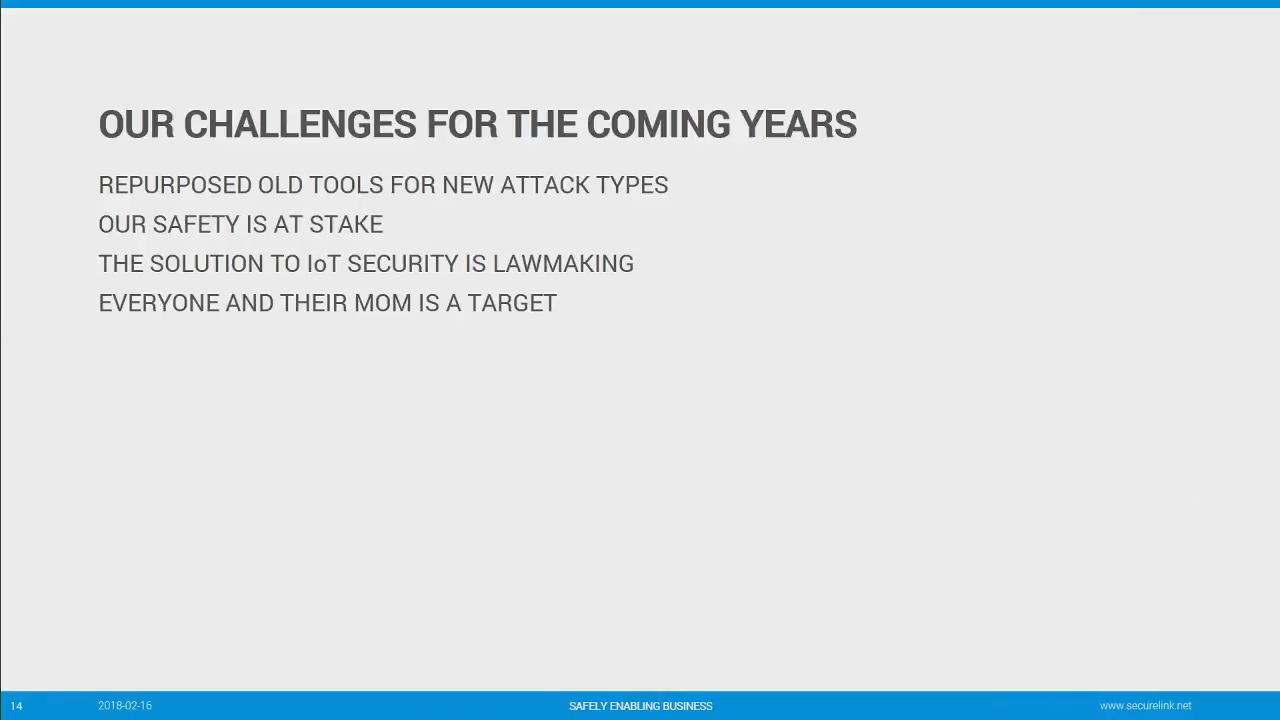 OUR CHALLENGES FOR THE COMING YEARS
REPURPOSED OLD TOOLS FOR NEW ATTACK TYPES
OUR SAFETY IS AT STAKE
THE SOLUTION TO IoT SECURITY IS LAWMAKING
EVERYONE AND THEIR MOM IS A TARGET
14 2018-02-16 SAFELY ENABLING BUSINESS www.securelink.net